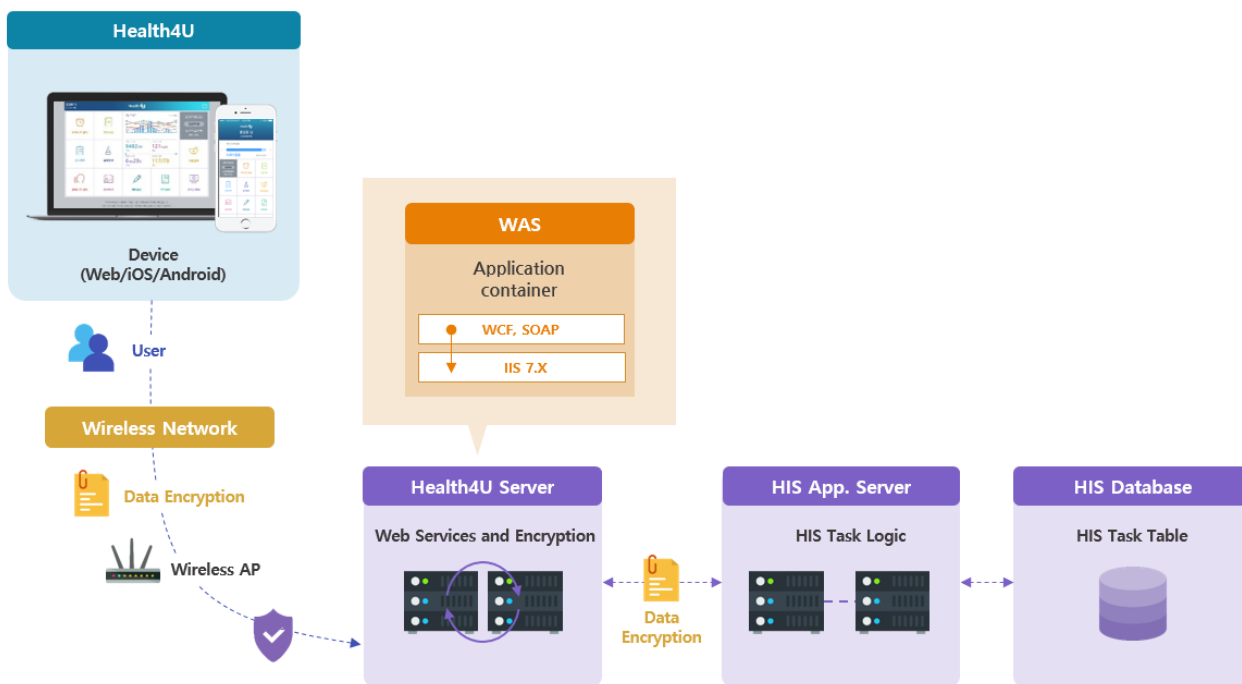 Health4U
Device
(Web/iOS/Android)
User
Wireless Network
Data Encryption
Wireless AP
WAS
Application
container
WCF, SOAP
IIS 7.X
Health4U Server
Web Services and Encryption
Data
Encryption
HIS App. Server
HIS Task Logic
HIS Database
HIS Task Table